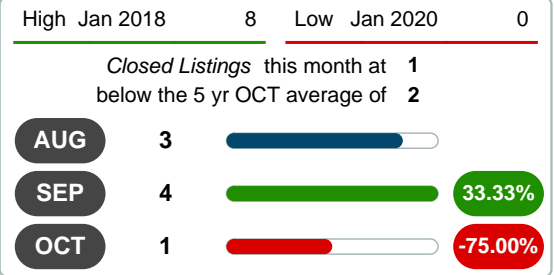 High Jan 2018 8 Low Jan 2020 0
Closed Listings this month at 1
below the 5 yr OCT average of 2
AUG 3
SEP 4 33.33%
OCT 1 -75.00%